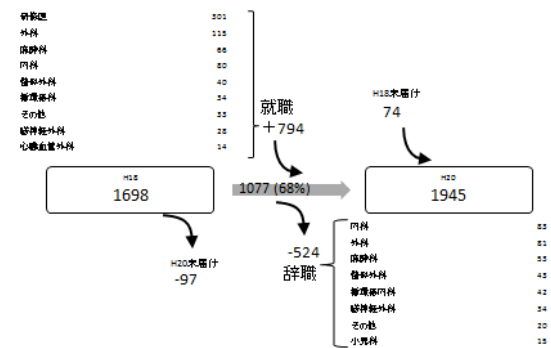 研修医 301
外科 115
麻酔科 66
内科 80
整形外科 40
循環器科 34
その他 33
脳神経外科 28
心臓血管外科 14
就職
+794
H18未届け
74
H18
1698
1077 (68%)
H20
1945
H20未届け
-97
-524
辞職
内科 83
外科 81
麻酔科 53
整形外科 43
循環器内科 42
脳神経外科 34
その他 20
小児科 15